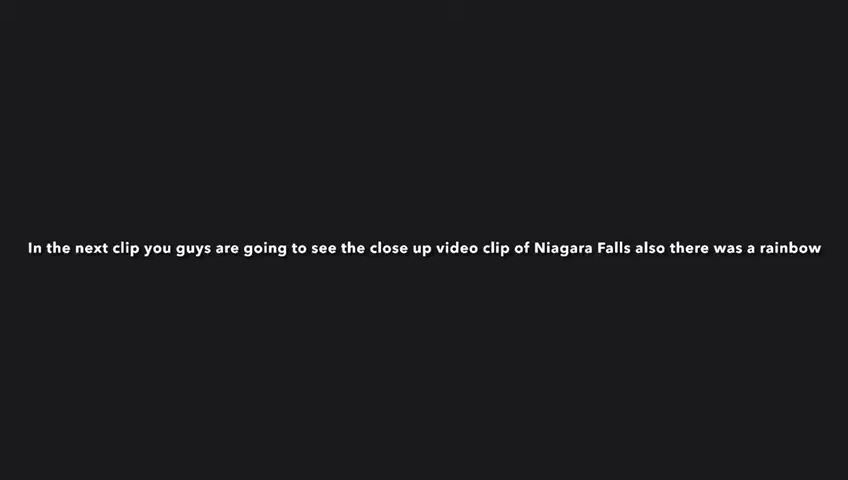 In the next clip you guys are going to see the close up video clip of Niagara Falls also there was a rainbow